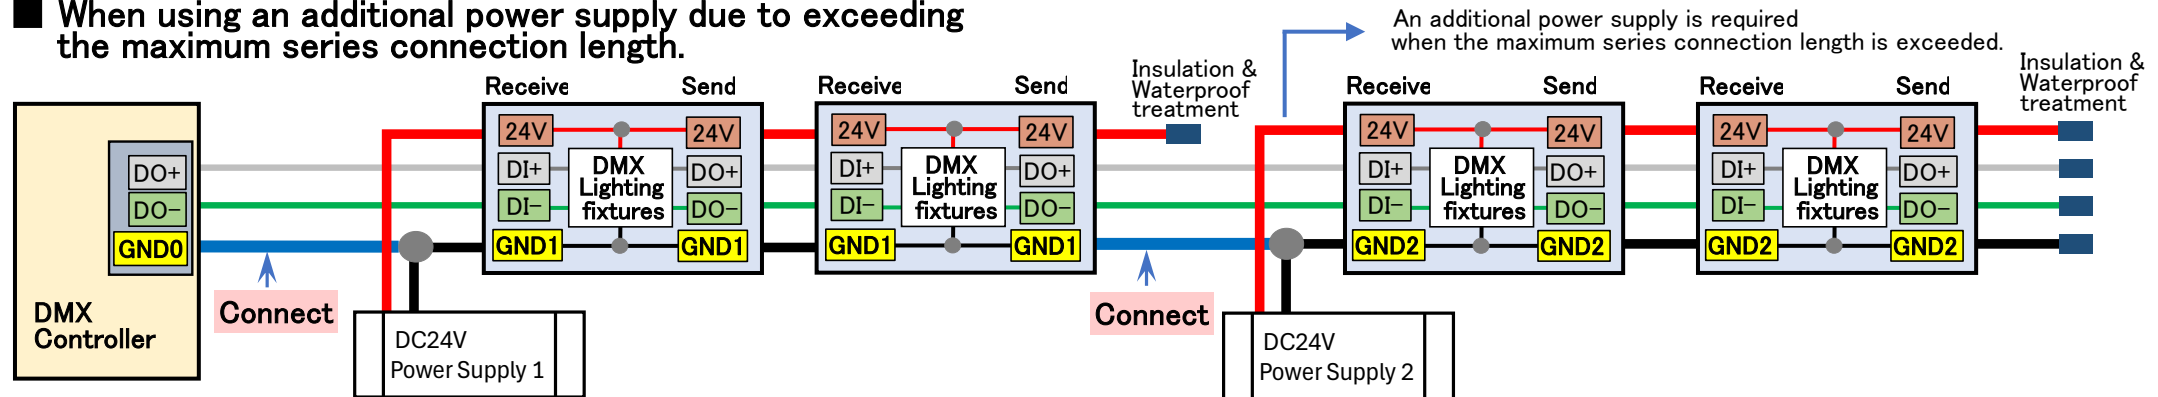 ■ When using an additional power supply due to exceeding
the maximum series connection length.
An additional power supply is required
when the maximum series connection length is exceeded.
Insulation &
Waterproof
treatment
Insulation &
Waterproof
treatment
Receive
Send
Receive
Send
Receive
Send
Receive
Send
DO+
DO−
GND0
DMX
Controller
Connect
24V
DI+
DI−
GND1
DMX
Lighting
fixtures
24V
DO+
DO−
GND1
24V
DI+
DI−
GND1
DMX
Lighting
fixtures
24V
DO+
DO−
GND1
Connect
24V
DI+
DI−
GND2
DMX
Lighting
fixtures
24V
DO+
DO−
GND2
24V
DI+
DI−
GND2
DMX
Lighting
fixtures
24V
DO+
DO−
GND2
DC24V
Power Supply 1
DC24V
Power Supply 2